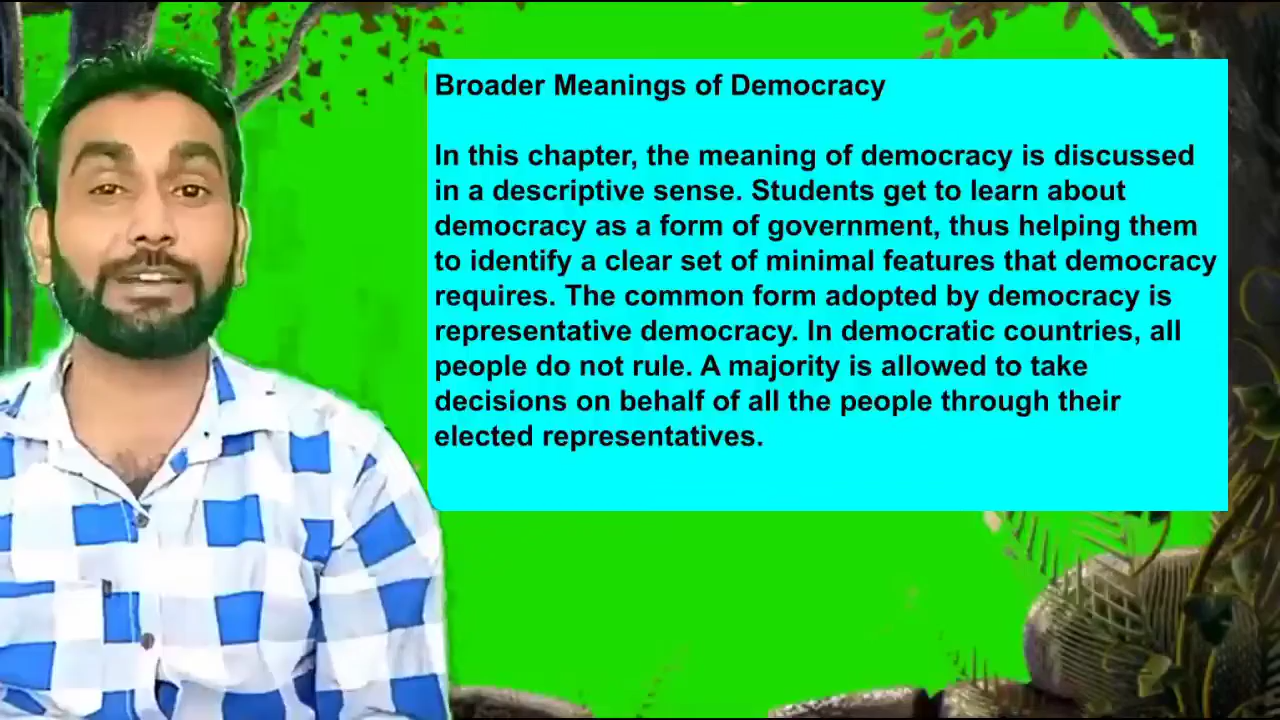 Broader Meanings of Democracy
In this chapter, the meaning of democracy is discussed
in a descriptive sense. Students get to learn about
democracy as a form of government, thus helping them
to identify a clear set of minimal features that democracy
requires. The common form adopted by democracy is
representative democracy. In democratic countries, all
people do not rule. A majority is allowed to take
decisions on behalf of all the people through their
elected representatives.